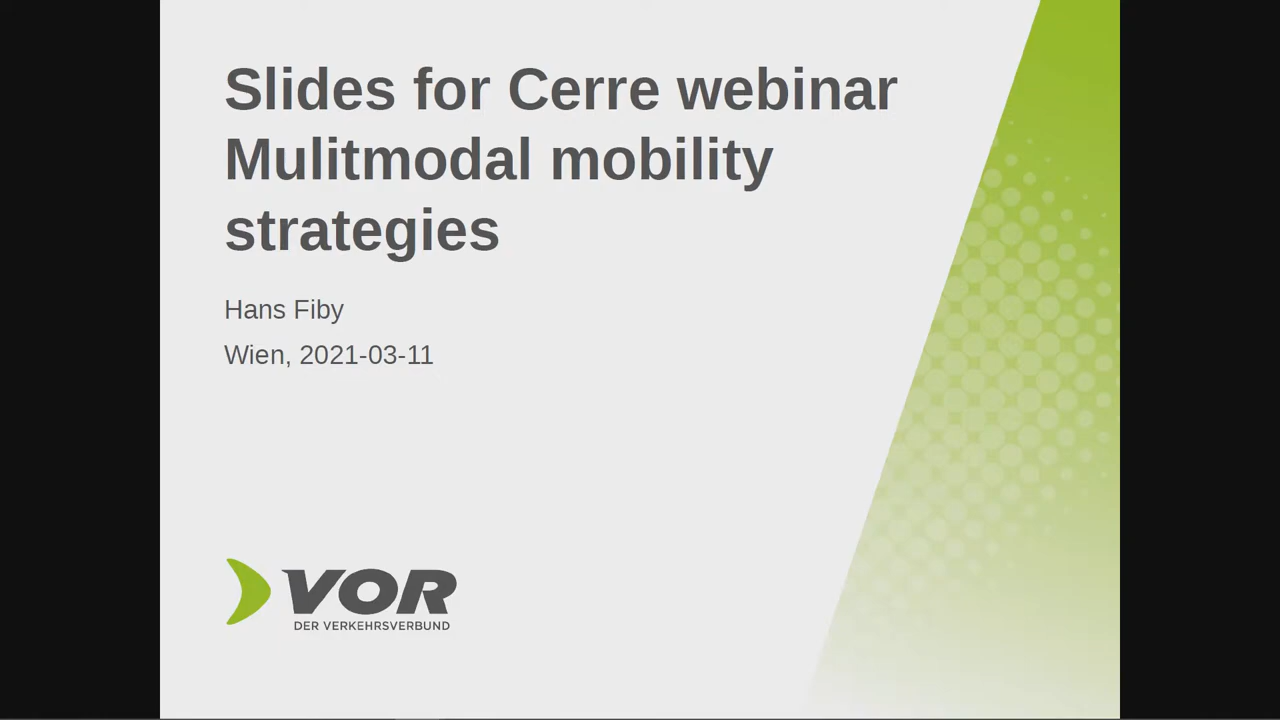 Slides for Cerre webinar
Mulitmodal mobility
strategies
Hans Fiby
Wien, 2021-03-11
VOR
DER VERKEHRSVERBUND